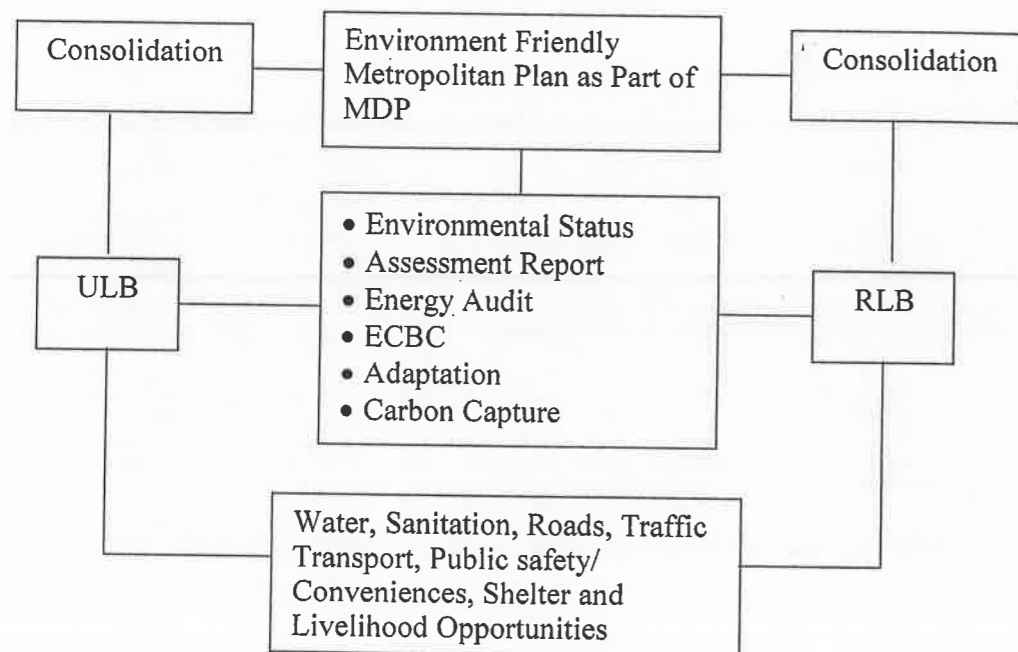 Consolidation
Environment Friendly
Metropolitan Plan as Part of
MDP
Consolidation
• Environmental Status
• Assessment Report
• Energy Audit
• ECBC
• Adaptation
• Carbon Capture
ULB
RLB
Water, Sanitation, Roads, Traffic
Transport, Public safety/
Conveniences, Shelter and
Livelihood Opportunities